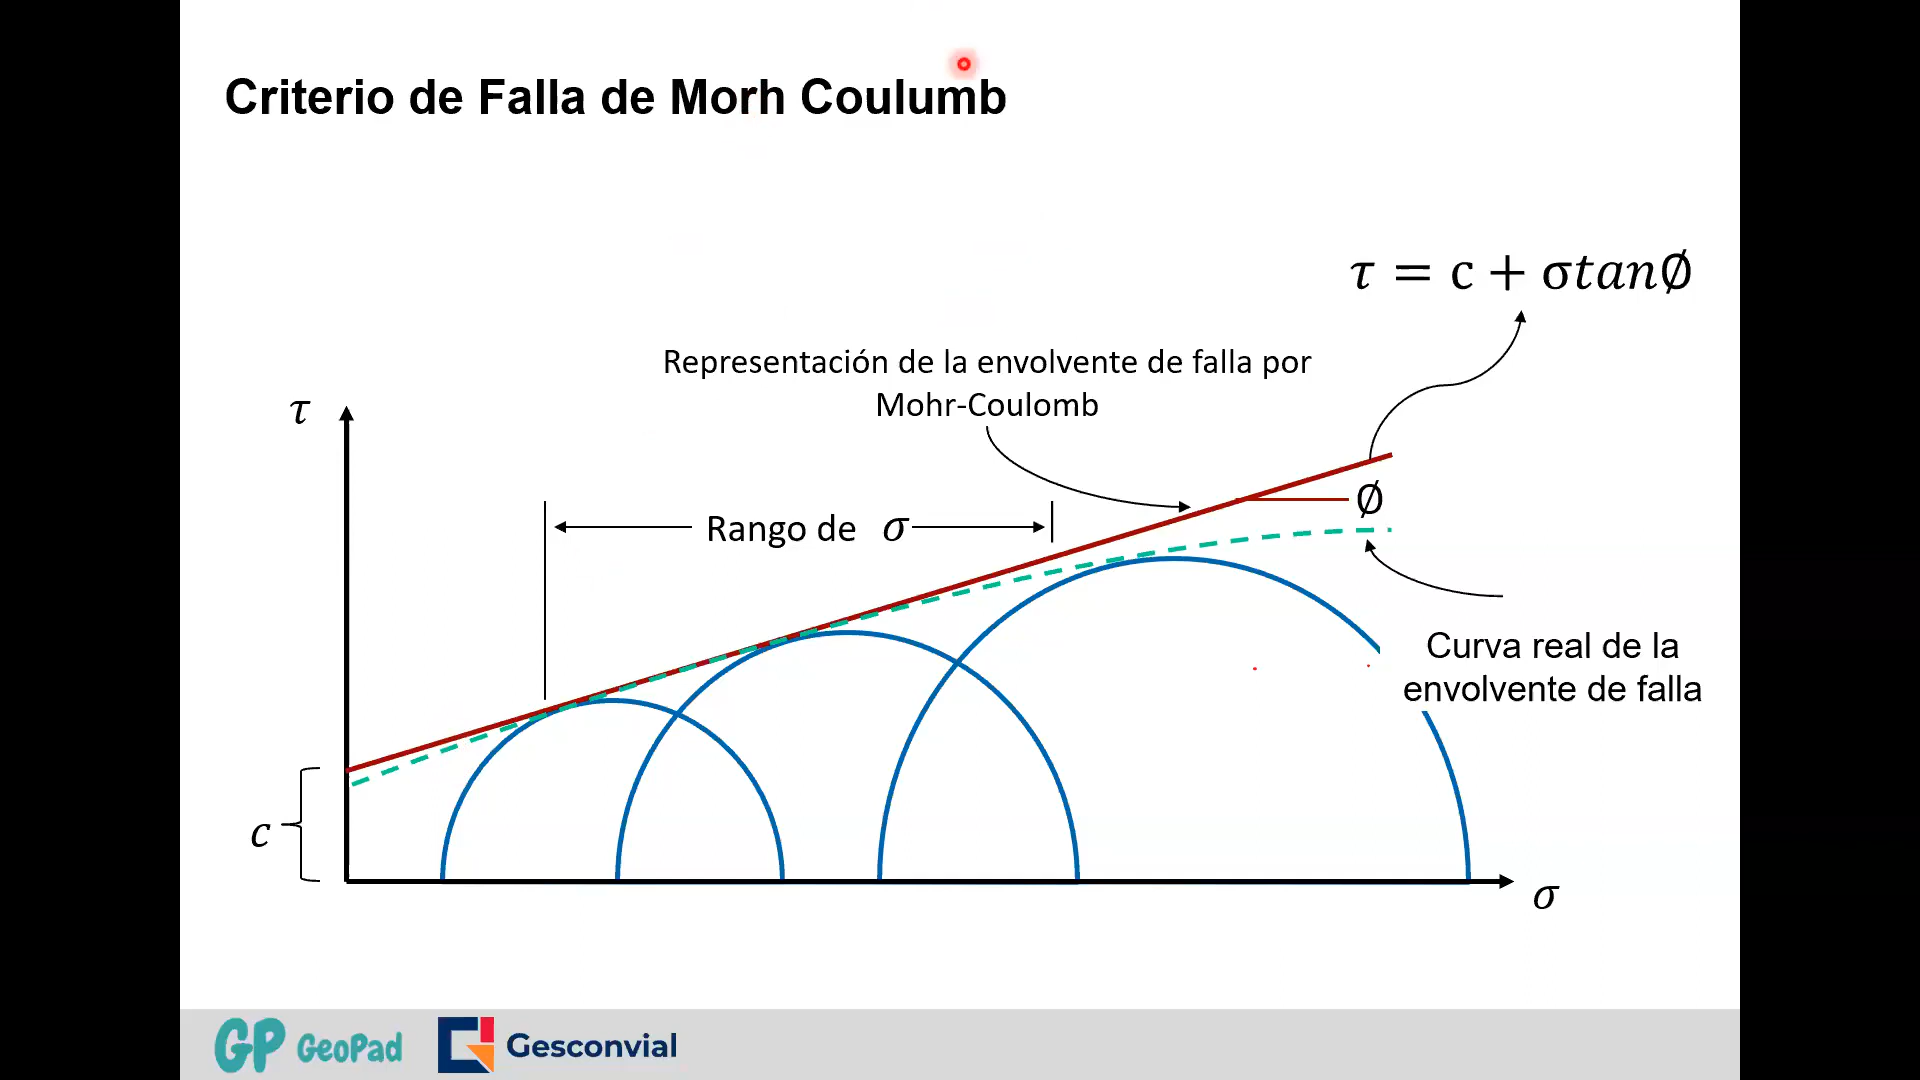 Criterio de Falla de Morh Coulumb
τ = c + σtan∅
Representación de la envolvente de falla por
Mohr-Coulomb
τ
∅
Rango de σ
Curva real de la
envolvente de falla
c
σ
GP GeoPad
Gesconvial